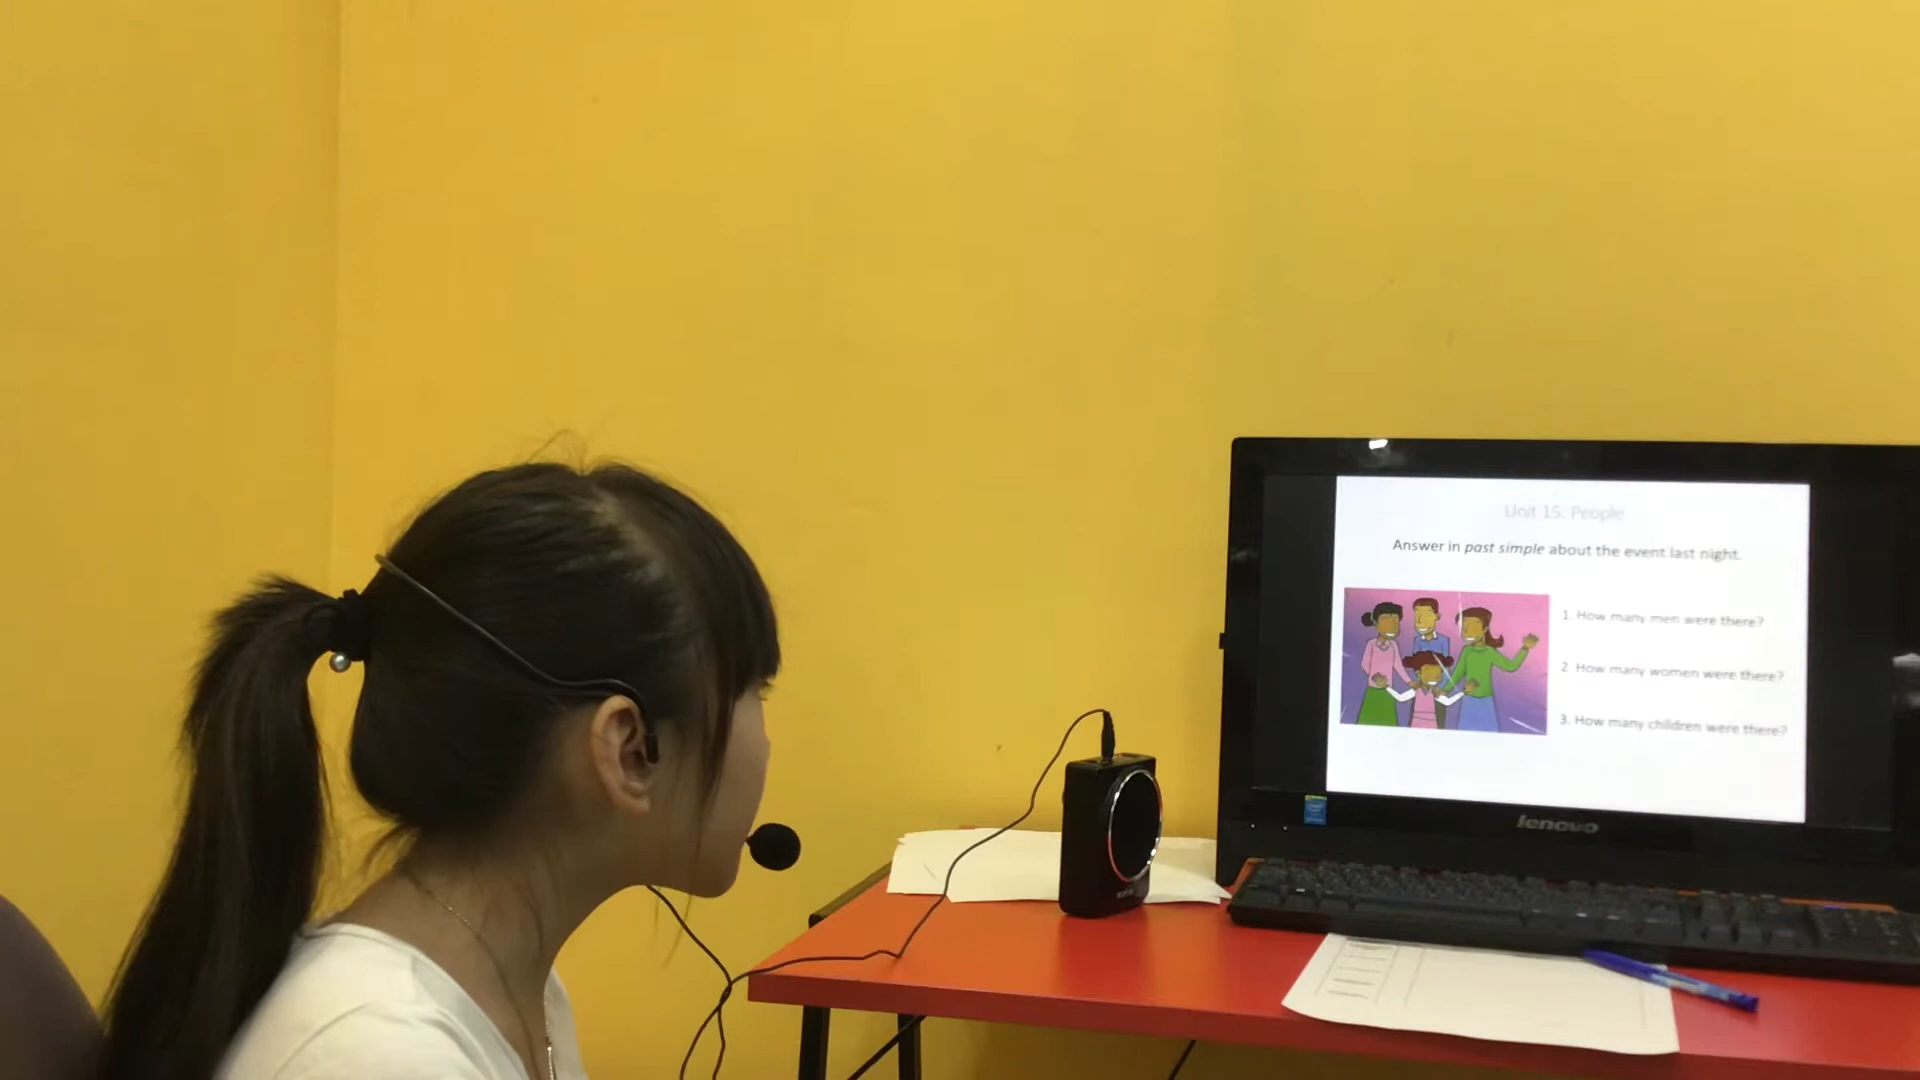 Unit 15. People
Answer in past simple about the event last night.
1. How many men were there?
2. How many women were there?
3. How many children were there?
lenovo